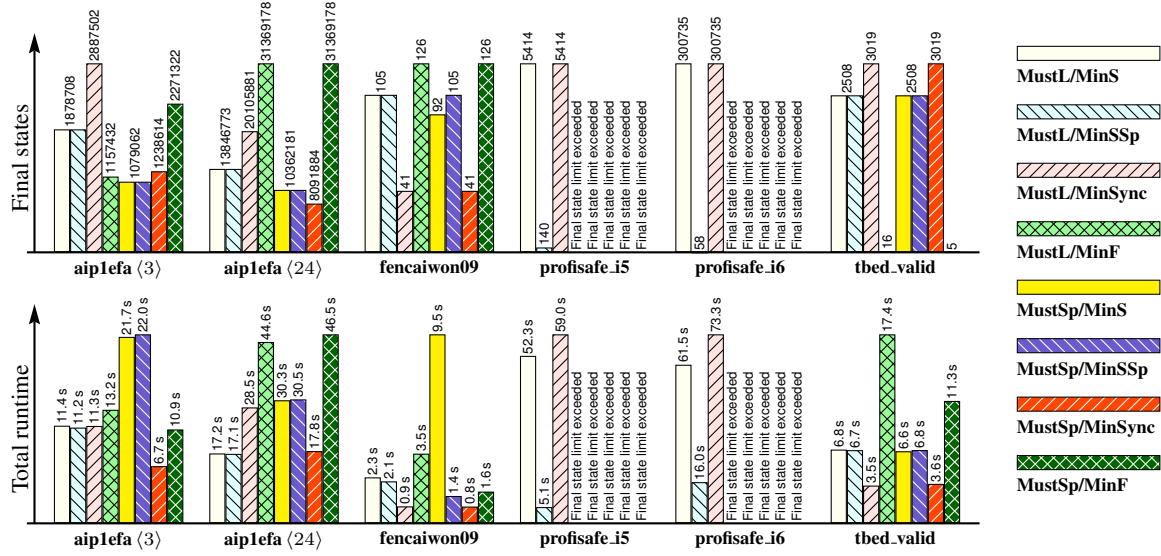 Final states
1878708
2887502
1157432
1079062
1238614
2271322
13846773
20105881
31369178
10362181
8091884
31369178
105
41
126
92
105
41
126
5414
140
5414
Final state limit exceeded
Final state limit exceeded
Final state limit exceeded
Final state limit exceeded
Final state limit exceeded
300735
58
300735
Final state limit exceeded
Final state limit exceeded
Final state limit exceeded
Final state limit exceeded
Final state limit exceeded
2508
3019
16
2508
3019
5
aip1efa ⟨3⟩
aip1efa ⟨24⟩
fencaiwon09
profisafe_i5
profisafe_i6
tbed_valid
Total runtime
11.4 s
11.2 s
11.3 s
13.2 s
21.7 s
22.0 s
6.7 s
10.9 s
17.2 s
17.1 s
28.5 s
44.6 s
30.3 s
30.5 s
17.8 s
46.5 s
2.3 s
2.1 s
0.9 s
3.5 s
9.5 s
1.4 s
0.8 s
1.6 s
52.3 s
5.1 s
59.0 s
Final state limit exceeded
Final state limit exceeded
Final state limit exceeded
Final state limit exceeded
Final state limit exceeded
61.5 s
16.0 s
73.3 s
Final state limit exceeded
Final state limit exceeded
Final state limit exceeded
Final state limit exceeded
Final state limit exceeded
6.8 s
6.7 s
3.5 s
17.4 s
6.6 s
6.8 s
3.6 s
11.3 s
aip1efa ⟨3⟩
aip1efa ⟨24⟩
fencaiwon09
profisafe_i5
profisafe_i6
tbed_valid
MustL/MinS
MustL/MinSSp
MustL/MinSync
MustL/MinF
MustSp/MinS
MustSp/MinSSp
MustSp/MinSync
MustSp/MinF